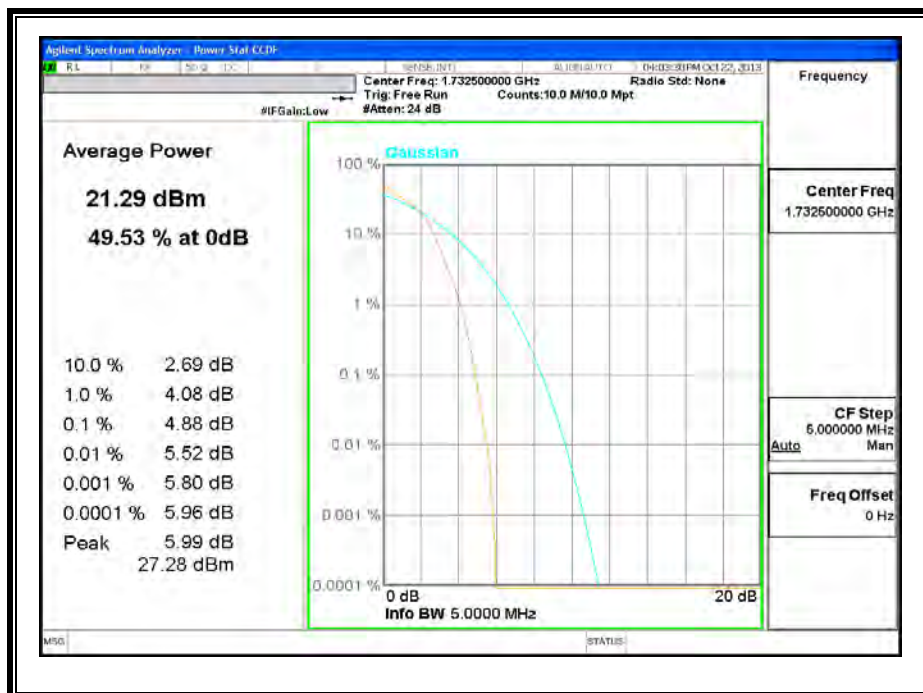 Agilent Spectrum Analyzer - Power Stat CCDF
RL RF 50 Ω DC SENSE:INT ALIGN AUTO 04:03:30 PM Oct 22, 2013
Center Freq: 1.732500000 GHz Radio Std: None
Trig: Free Run Counts:10.0 M/10.0 Mpt
#IFGain:Low #Atten: 24 dB
Frequency
Average Power
21.29 dBm
49.53 % at 0dB
10.0 % 2.69 dB
1.0 % 4.08 dB
0.1 % 4.88 dB
0.01 % 5.52 dB
0.001 % 5.80 dB
0.0001 % 5.96 dB
Peak 5.99 dB
27.28 dBm
Gaussian
100 %
10 %
1 %
0.1 %
0.01 %
0.001 %
0.0001 %
0 dB 20 dB
Info BW 5.0000 MHz
Center Freq
1.732500000 GHz
CF Step
5.000000 MHz
Auto Man
Freq Offset
0 Hz
MSG STATUS